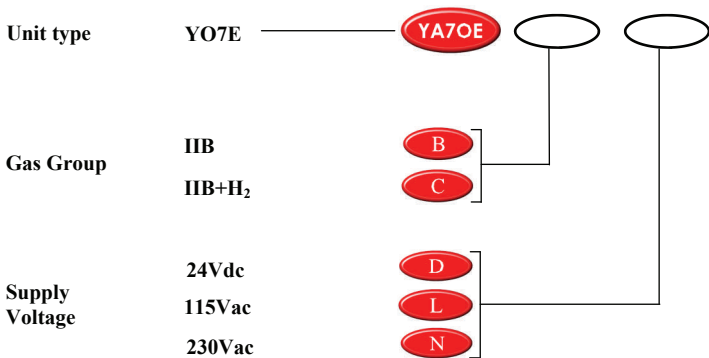 Unit type YO7E YA7OE
IIB B
Gas Group
IIB+H₂ C
24Vdc D
Supply
Voltage
115Vac L
230Vac N